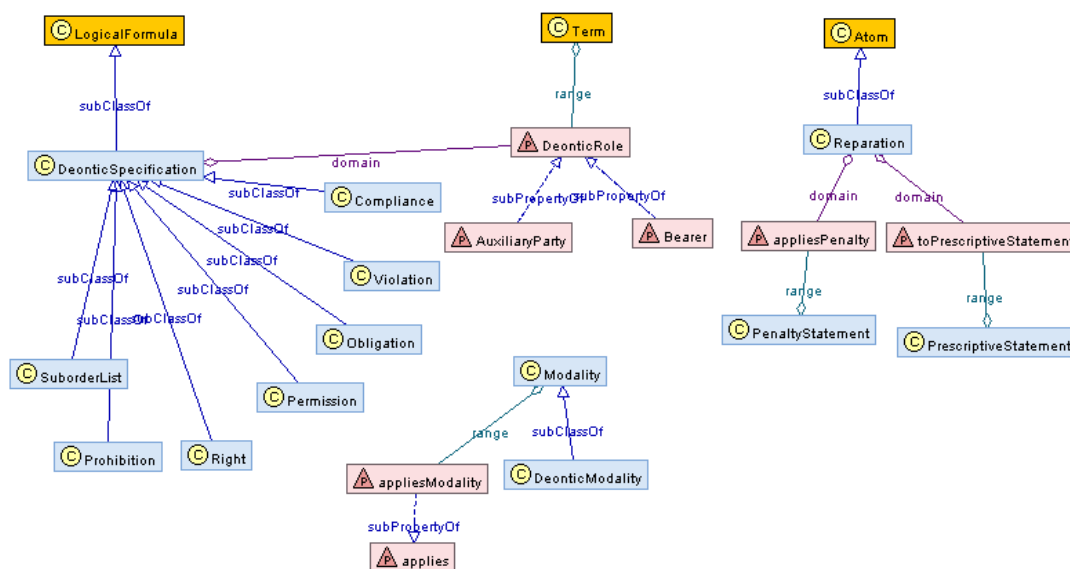 C LogicalFormula
C Term
C Atom
subClassOf
range
subClassOf
C DeonticSpecification
domain
P DeonticRole
C Reparation
subClassOf
C Compliance
subPropertyOf
subPropertyOf
domain
domain
P AuxiliaryParty
P Bearer
P appliesPenalty
P toPrescriptiveStatement
subClassOf
C Violation
subClassOf
subClassOf
subClassOf
range
range
subClassOf
subClassOf
C Obligation
C PenaltyStatement
C PrescriptiveStatement
C SuborderList
C Permission
C Modality
range
subClassOf
C Prohibition
C Right
P appliesModality
C DeonticModality
subPropertyOf
P applies